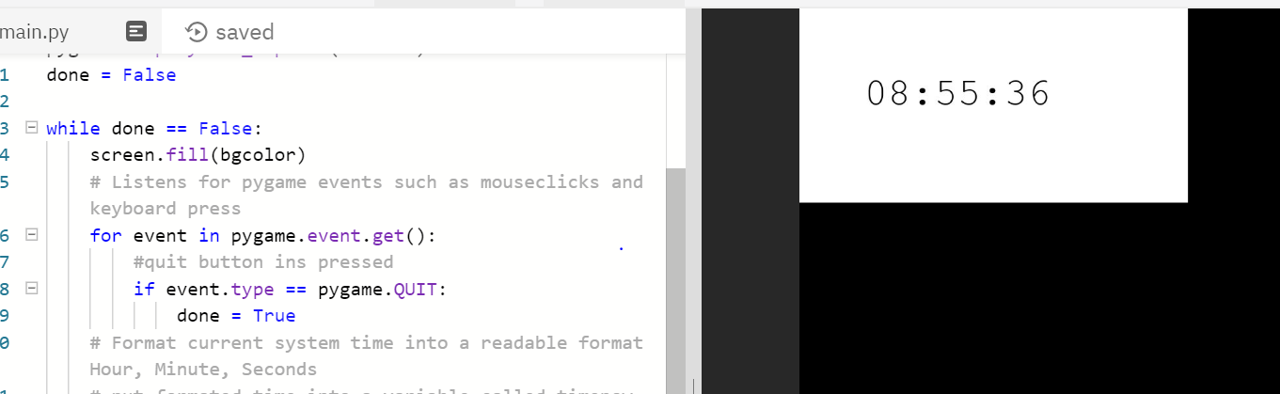 main.py
saved
1 done = False
2
3 while done == False:
4 screen.fill(bgcolor)
5 # Listens for pygame events such as mouseclicks and
keyboard press
6 for event in pygame.event.get():
7 #quit button ins pressed
8 if event.type == pygame.QUIT:
9 done = True
0 # Format current system time into a readable format
Hour, Minute, Seconds
08:55:36